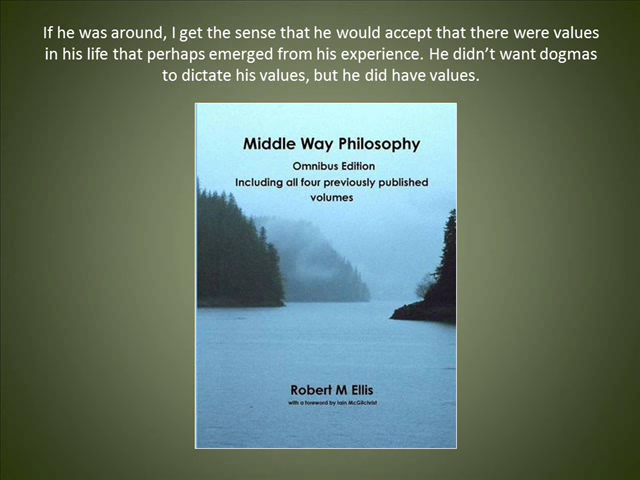 If he was around, I get the sense that he would accept that there were values
in his life that perhaps emerged from his experience. He didn't want dogmas
to dictate his values, but he did have values.
Middle Way Philosophy
Omnibus Edition
Including all four previously published
volumes
Robert M Ellis
with a foreword by Iain McGilchrist